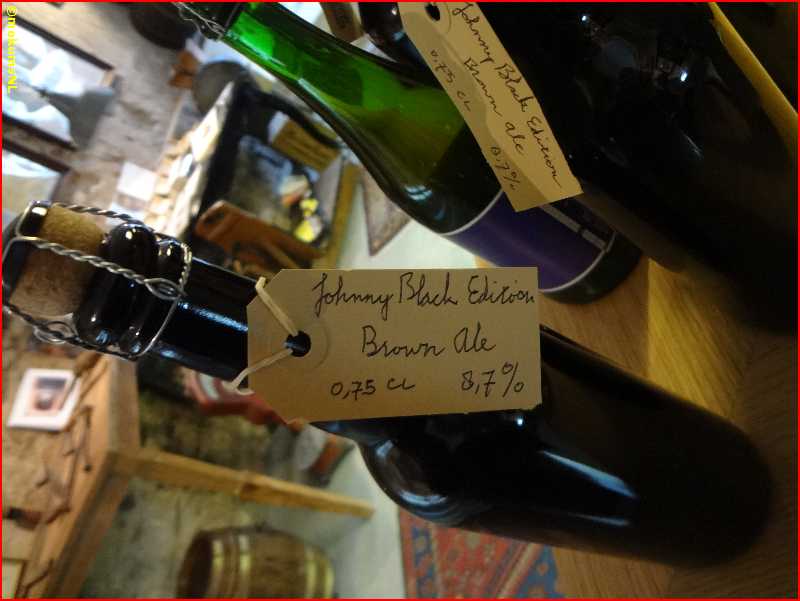 Johnny Black Edition
Brown Ale
0,75 CL 8,7%
Johnny Black Edition
Brown Ale
0,75 CL 8,7%